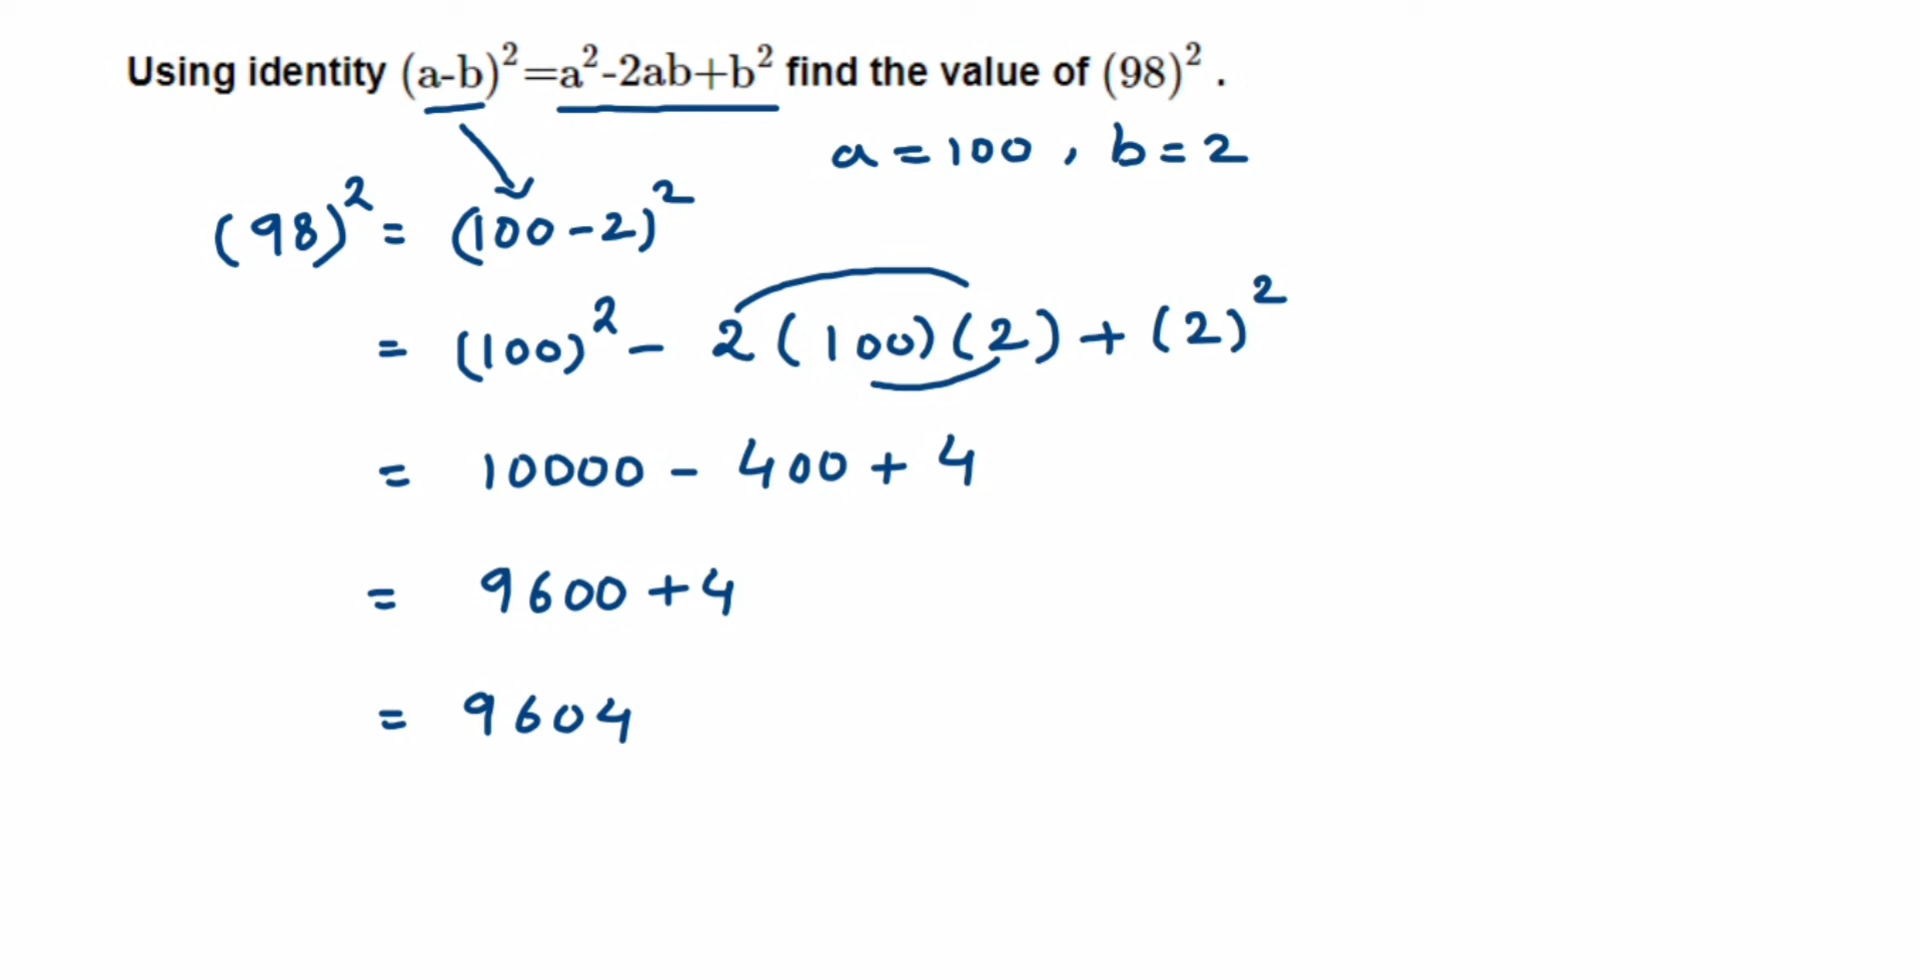 Using identity (a-b)²=a²-2ab+b² find the value of (98)² .
a = 100 , b = 2
(98)² = (100 - 2)²
= (100)² - 2 (100) (2) + (2)²
= 10000 - 400 + 4
= 9600 + 4
= 9604